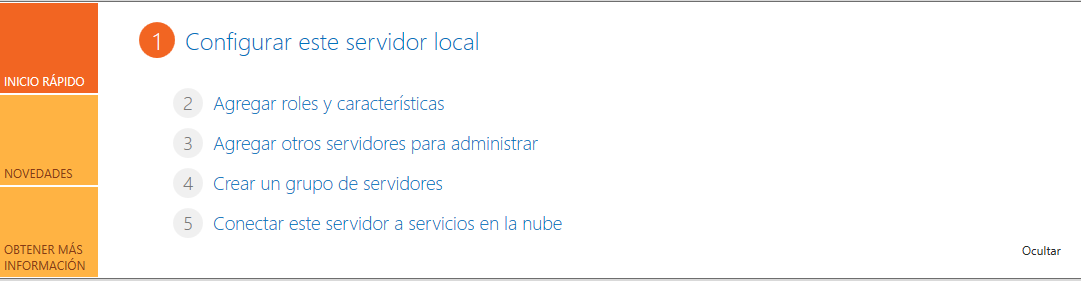 1 Configurar este servidor local
INICIO RÁPIDO
2 Agregar roles y características
3 Agregar otros servidores para administrar
NOVEDADES
4 Crear un grupo de servidores
5 Conectar este servidor a servicios en la nube
OBTENER MÁS
INFORMACIÓN
Ocultar